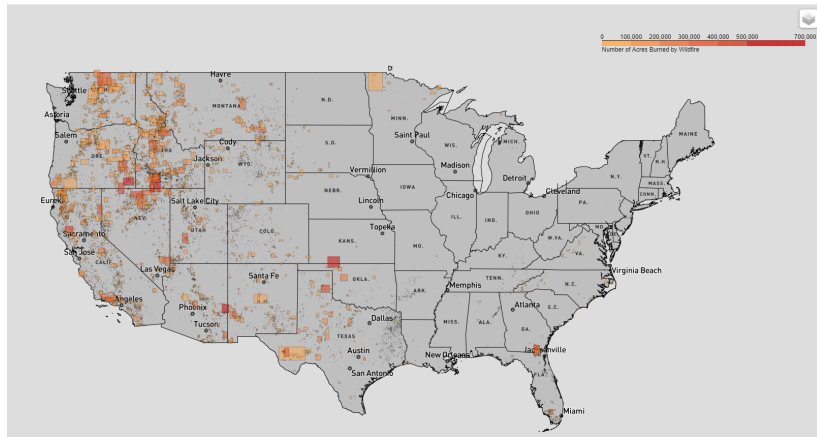 0 100,000 200,000 300,000 400,000 500,000 700,000
Number of Acres Burned by Wildfire
Havre
Seattle
MONTANA
N.D.
MINN.
MAINE
Astoria
Salem
Saint Paul
WIS.
MICH.
VT.
N.H.
ORE.
Cody
S.D.
Jackson
WYO.
Madison
N.Y.
MASS.
Vermillion
Detroit
CONN.
NEBR.
IOWA
Chicago
Cleveland
PA.
Salt Lake City
Lincoln
NEV.
ILL.
IND.
OHIO
UTAH
COLO.
Topeka
Sacramento
KANS.
MO.
W.VA.
VA.
MD.
San Jose
KY.
CALIF.
Las Vegas
Santa Fe
OKLA.
Virginia Beach
TENN.
N.C.
Memphis
ARK.
N.M.
S.C.
Phoenix
Atlanta
Tucson
Dallas
MISS.
ALA.
GA.
TEXAS
Austin
New Orleans
Jacksonville
San Antonio
FLA.
Miami